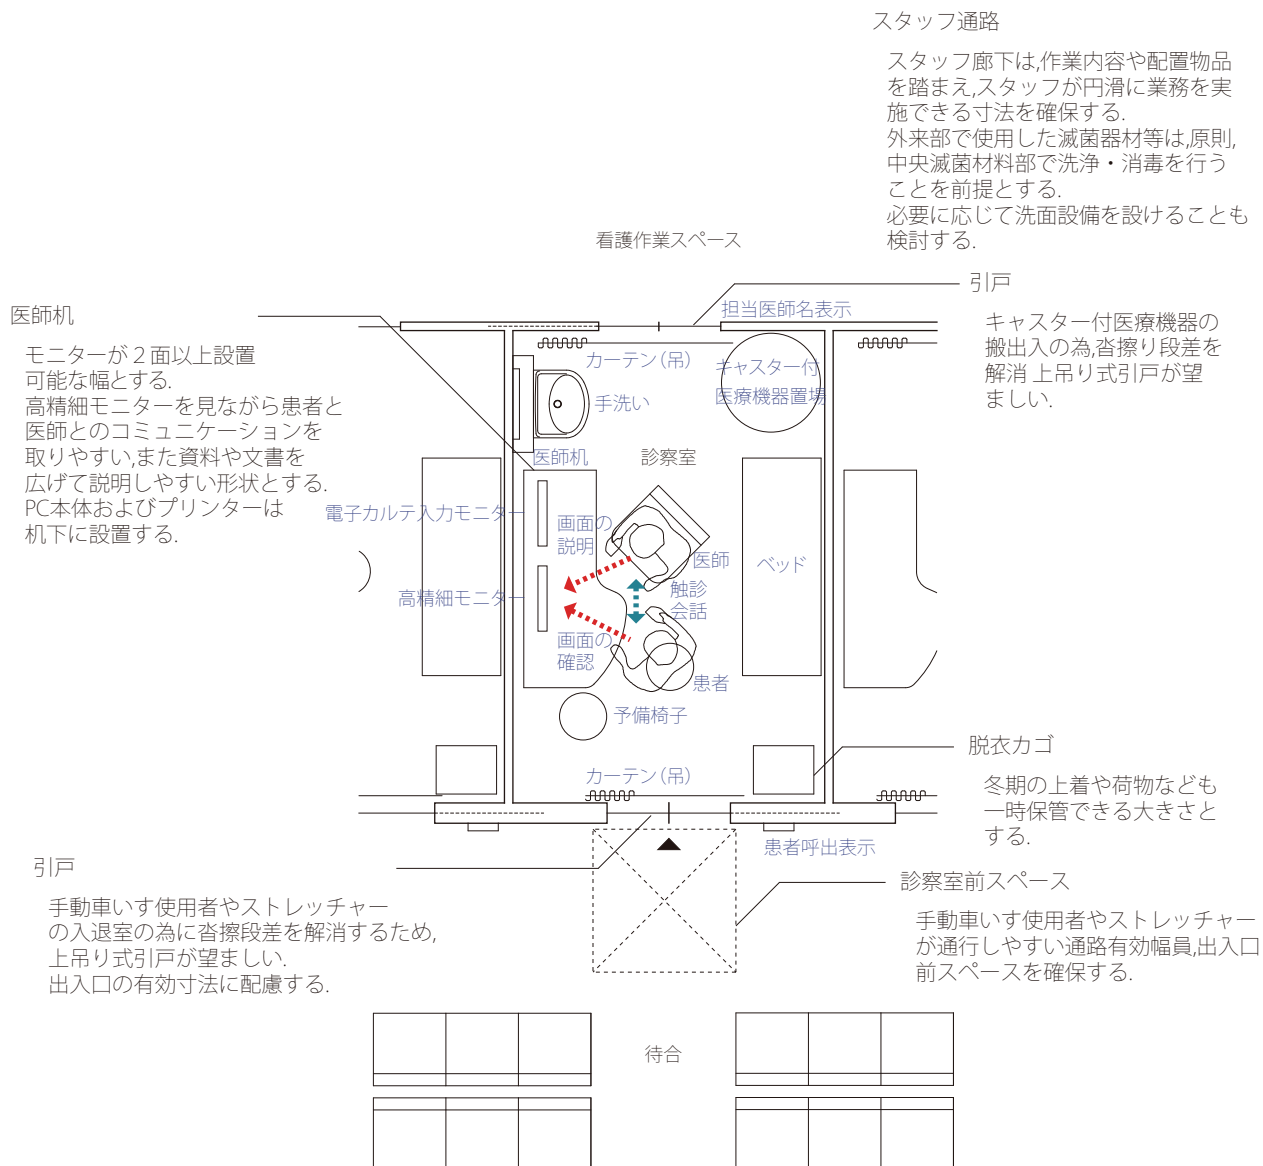 スタッフ通路
スタッフ廊下は,作業内容や配置物品
を踏まえ,スタッフが円滑に業務を実
施できる寸法を確保する.
外来部で使用した滅菌器材等は,原則,
中央滅菌材料部で洗浄・消毒を行う
ことを前提とする.
必要に応じて洗面設備を設けることも
検討する.
看護作業スペース
引戸
キャスター付医療機器の
搬出入の為,沓擦り段差を
解消 上吊り式引戸が望
ましい.
医師机
モニターが２面以上設置
可能な幅とする.
高精細モニターを見ながら患者と
医師とのコミュニケーションを
取りやすい,また資料や文書を
広げて説明しやすい形状とする.
PC本体およびプリンターは
机下に設置する.
担当医師名表示
カーテン(吊)
キャスター付
医療機器置場
手洗い
医師机
診察室
電子カルテ入力モニター
画面の
説明
医師
ベッド
高精細モニター
触診
会話
画面の
確認
患者
予備椅子
カーテン(吊)
脱衣カゴ
冬期の上着や荷物なども
一時保管できる大きさと
する.
患者呼出表示
引戸
手動車いす使用者やストレッチャー
の入退室の為に沓擦段差を解消するため,
上吊り式引戸が望ましい.
出入口の有効寸法に配慮する.
診察室前スペース
手動車いす使用者やストレッチャー
が通行しやすい通路有効幅員,出入口
前スペースを確保する.
待合